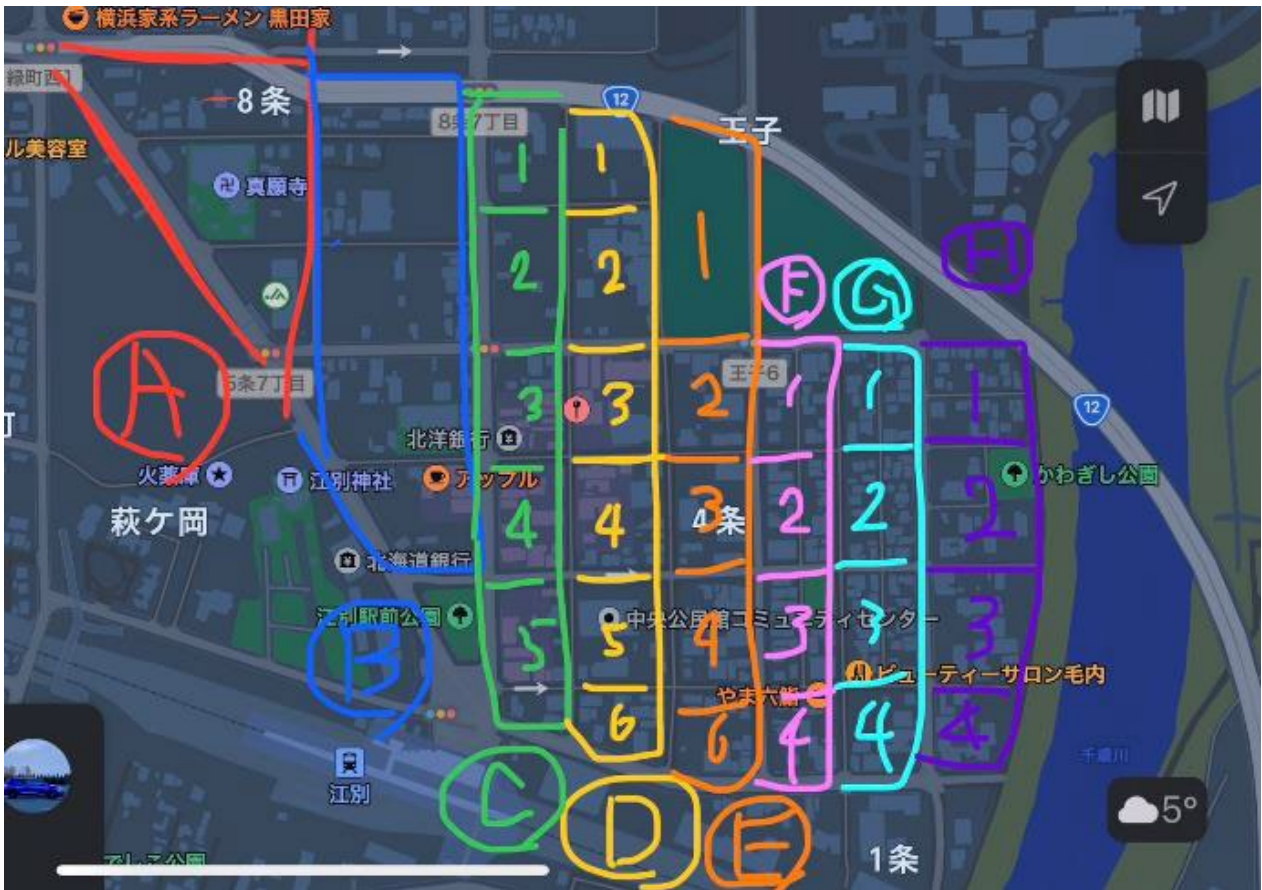 横浜家系ラーメン 黒田家
緑町西1
8条
12
8条7丁目
王子
ル美容室
真願寺
1
1
1
2
2
H
F
G
A
5条7丁目
王子6
3
3
2
1
1
1
12
北洋銀行
火薬庫
江別神社
アップル
かわぎし公園
萩ケ岡
4
4
4条
3
2
2
2
北海道銀行
江別駅前公園
中央公民館コミュニティセンター
B
5
5
4
3
3
3
ビューティーサロン毛内
やま六鮨
6
6
4
4
4
江別
千歳川
C
D
E
5°
1条
でしこ公園